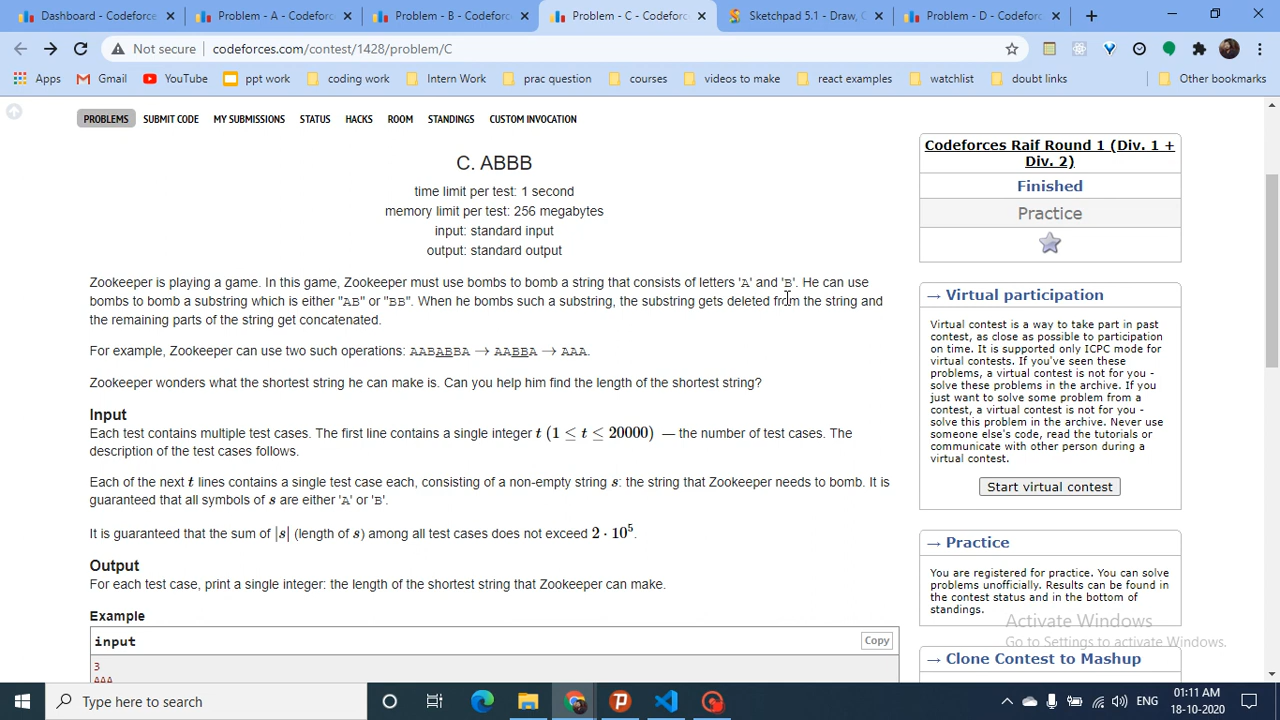 Dashboard - Codeforce
Problem - A - Codefor
Problem - B - Codefor
Problem - C - Codefor
Sketchpad 5.1 - Draw, C
Problem - D - Codefor
Not secure
codeforces.com/contest/1428/problem/C
Apps
Gmail
YouTube
ppt work
coding work
Intern Work
prac question
courses
videos to make
react examples
watchlist
doubt links
Other bookmarks
PROBLEMS
SUBMIT CODE
MY SUBMISSIONS
STATUS
HACKS
ROOM
STANDINGS
CUSTOM INVOCATION
C. ABBB
time limit per test: 1 second
memory limit per test: 256 megabytes
input: standard input
output: standard output
Zookeeper is playing a game. In this game, Zookeeper must use bombs to bomb a string that consists of letters 'A' and 'B'. He can use
bombs to bomb a substring which is either "AB" or "BB". When he bombs such a substring, the substring gets deleted from the string and
the remaining parts of the string get concatenated.
For example, Zookeeper can use two such operations: AABABBA → AABBA → AAA.
Zookeeper wonders what the shortest string he can make is. Can you help him find the length of the shortest string?
Input
Each test contains multiple test cases. The first line contains a single integer t (1 ≤ t ≤ 20000) — the number of test cases. The
description of the test cases follows.
Each of the next t lines contains a single test case each, consisting of a non-empty string s: the string that Zookeeper needs to bomb. It is
guaranteed that all symbols of s are either 'A' or 'B'.
It is guaranteed that the sum of |s| (length of s) among all test cases does not exceed 2 · 10⁵.
Output
For each test case, print a single integer: the length of the shortest string that Zookeeper can make.
Example
input
Copy
3
AAA
Codeforces Raif Round 1 (Div. 1 +
Div. 2)
Finished
Practice
→ Virtual participation
Virtual contest is a way to take part in past
contest, as close as possible to participation
on time. It is supported only ICPC mode for
virtual contests. If you've seen these
problems, a virtual contest is not for you -
solve these problems in the archive. If you
just want to solve some problem from a
contest, a virtual contest is not for you -
solve this problem in the archive. Never use
someone else's code, read the tutorials or
communicate with other person during a
virtual contest.
Start virtual contest
→ Practice
You are registered for practice. You can solve
problems unofficially. Results can be found in
the contest status and in the bottom of
standings.
Activate Windows
Go to Settings to activate Windows.
→ Clone Contest to Mashup
Type here to search
ENG
01:11 AM
18-10-2020